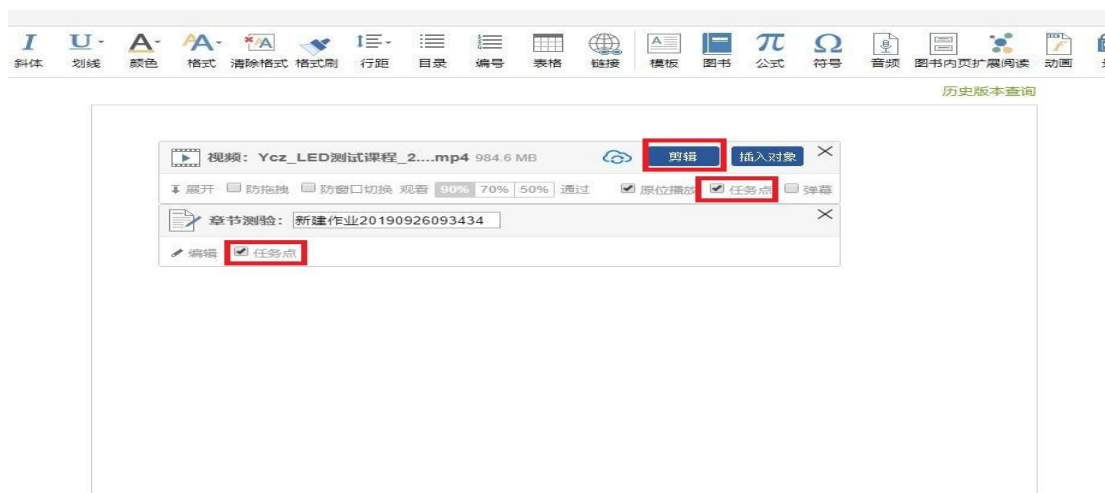 斜体 划线 颜色 格式 清除格式 格式刷 行距 目录 编号 表格 链接 模板 图书 公式 符号 音频 图书内页 扩展阅读 动画
历史版本查询
视频：Ycz_LED测试课程_2....mp4 984.6 MB 剪辑 插入对象
展开 防拖拽 防窗口切换 观看 90% 70% 50% 通过 原位播放 任务点 弹幕
章节测验： 新建作业20190926093434
编辑 任务点